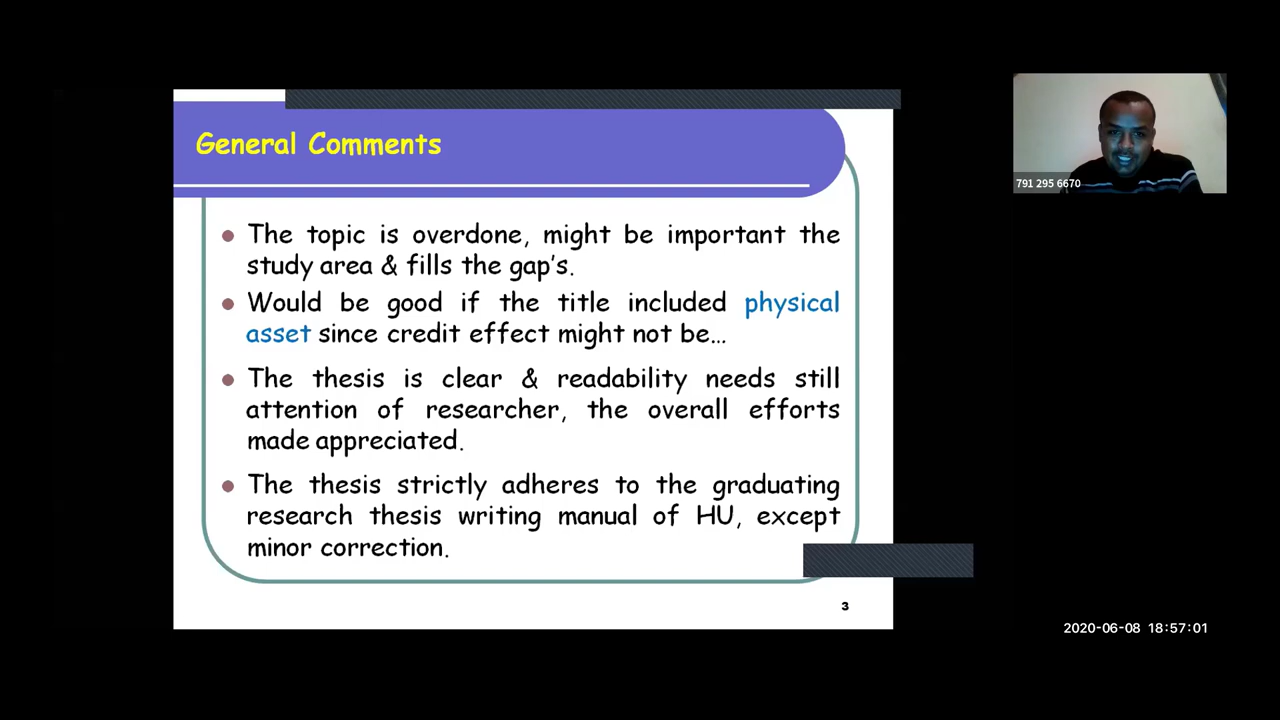 General Comments
The topic is overdone, might be important the
study area & fills the gap's.
Would be good if the title included physical
asset since credit effect might not be…
The thesis is clear & readability needs still
attention of researcher, the overall efforts
made appreciated.
The thesis strictly adheres to the graduating
research thesis writing manual of HU, except
minor correction.
3
791 295 6670
2020-06-08 18:57:01